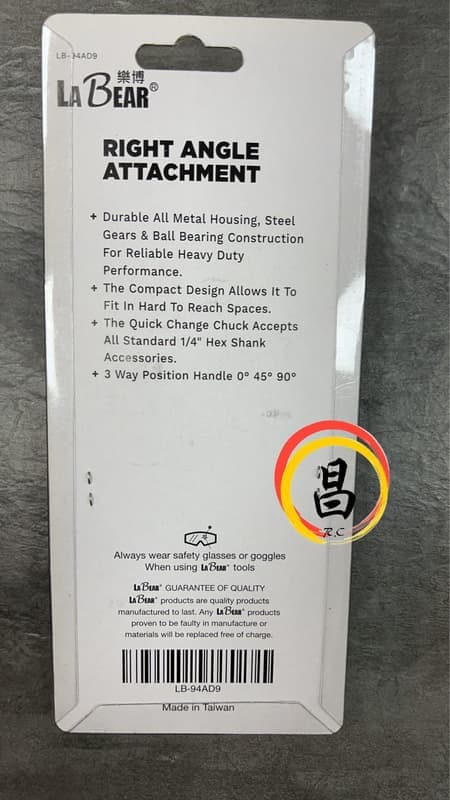 LB-94AD9
樂博
LA BEAR®
RIGHT ANGLE
ATTACHMENT
+ Durable All Metal Housing, Steel
Gears & Ball Bearing Construction
For Reliable Heavy Duty
Performance.
+ The Compact Design Allows It To
Fit In Hard To Reach Spaces.
+ The Quick Change Chuck Accepts
All Standard 1/4" Hex Shank
Accessories.
+ 3 Way Position Handle 0° 45° 90°
昌
R.C
Always wear safety glasses or goggles
When using LA BEAR® tools
LA BEAR® GUARANTEE OF QUALITY
LA BEAR® products are quality products
manufactured to last. Any LA BEAR® products
proven to be faulty in manufacture or
materials will be replaced free of charge.
LB-94AD9
Made in Taiwan